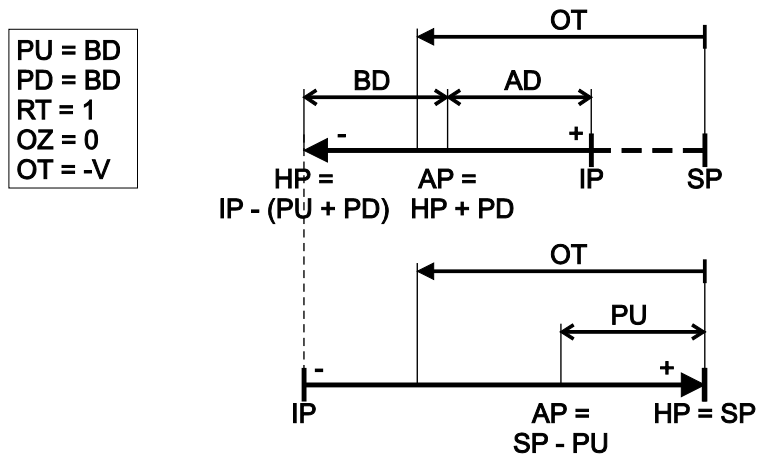 PU = BD
PD = BD
RT = 1
OZ = 0
OT = -V
OT
BD
AD
-
+
HP =
IP - (PU + PD)
AP =
HP + PD
IP
SP
OT
PU
-
+
IP
AP =
SP - PU
HP = SP